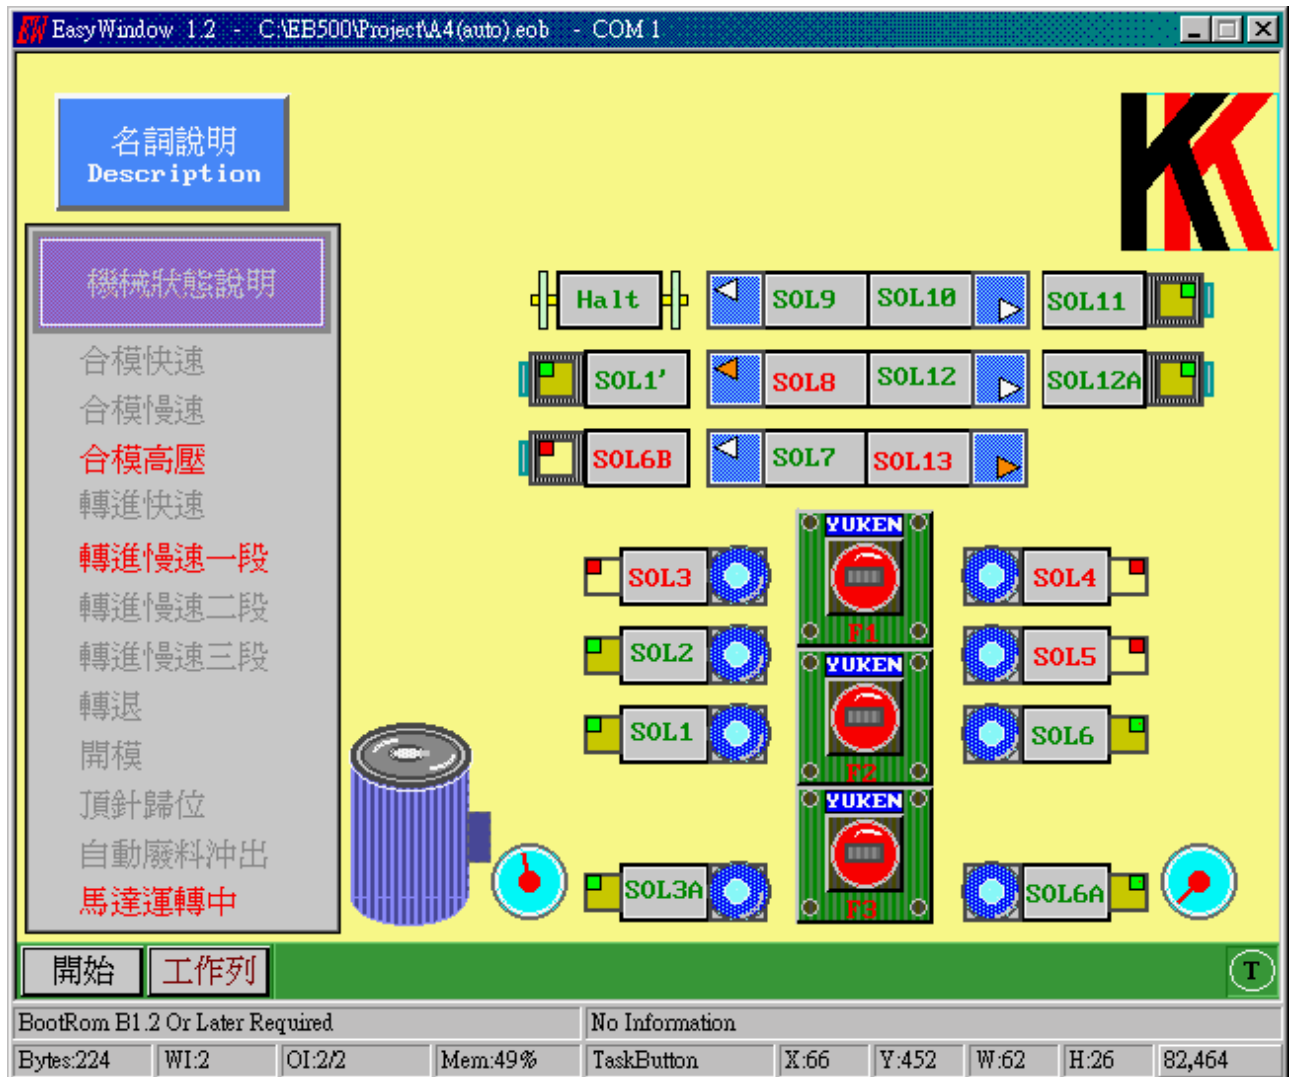 EasyWindow 1.2 - C:\EB500\Project\A4(auto).eob - COM 1
名詞說明
Description
機械狀態說明
合模快速
合模慢速
合模高壓
轉進快速
轉進慢速一段
轉進慢速二段
轉進慢速三段
轉退
開模
頂針歸位
自動廢料沖出
馬達運轉中
Halt SOL9 SOL10 SOL11
SOL1' SOL8 SOL12 SOL12A
SOL6B SOL7 SOL13
YUKEN
SOL3 SOL4
F1
SOL2 YUKEN SOL5
SOL1 SOL6
F2
YUKEN
SOL3A F3 SOL6A
開始 工作列 T
BootRom B1.2 Or Later Required No Information
Bytes:224 WI:2 OI:2/2 Mem:49% TaskButton X:66 Y:452 W:62 H:26 82,464